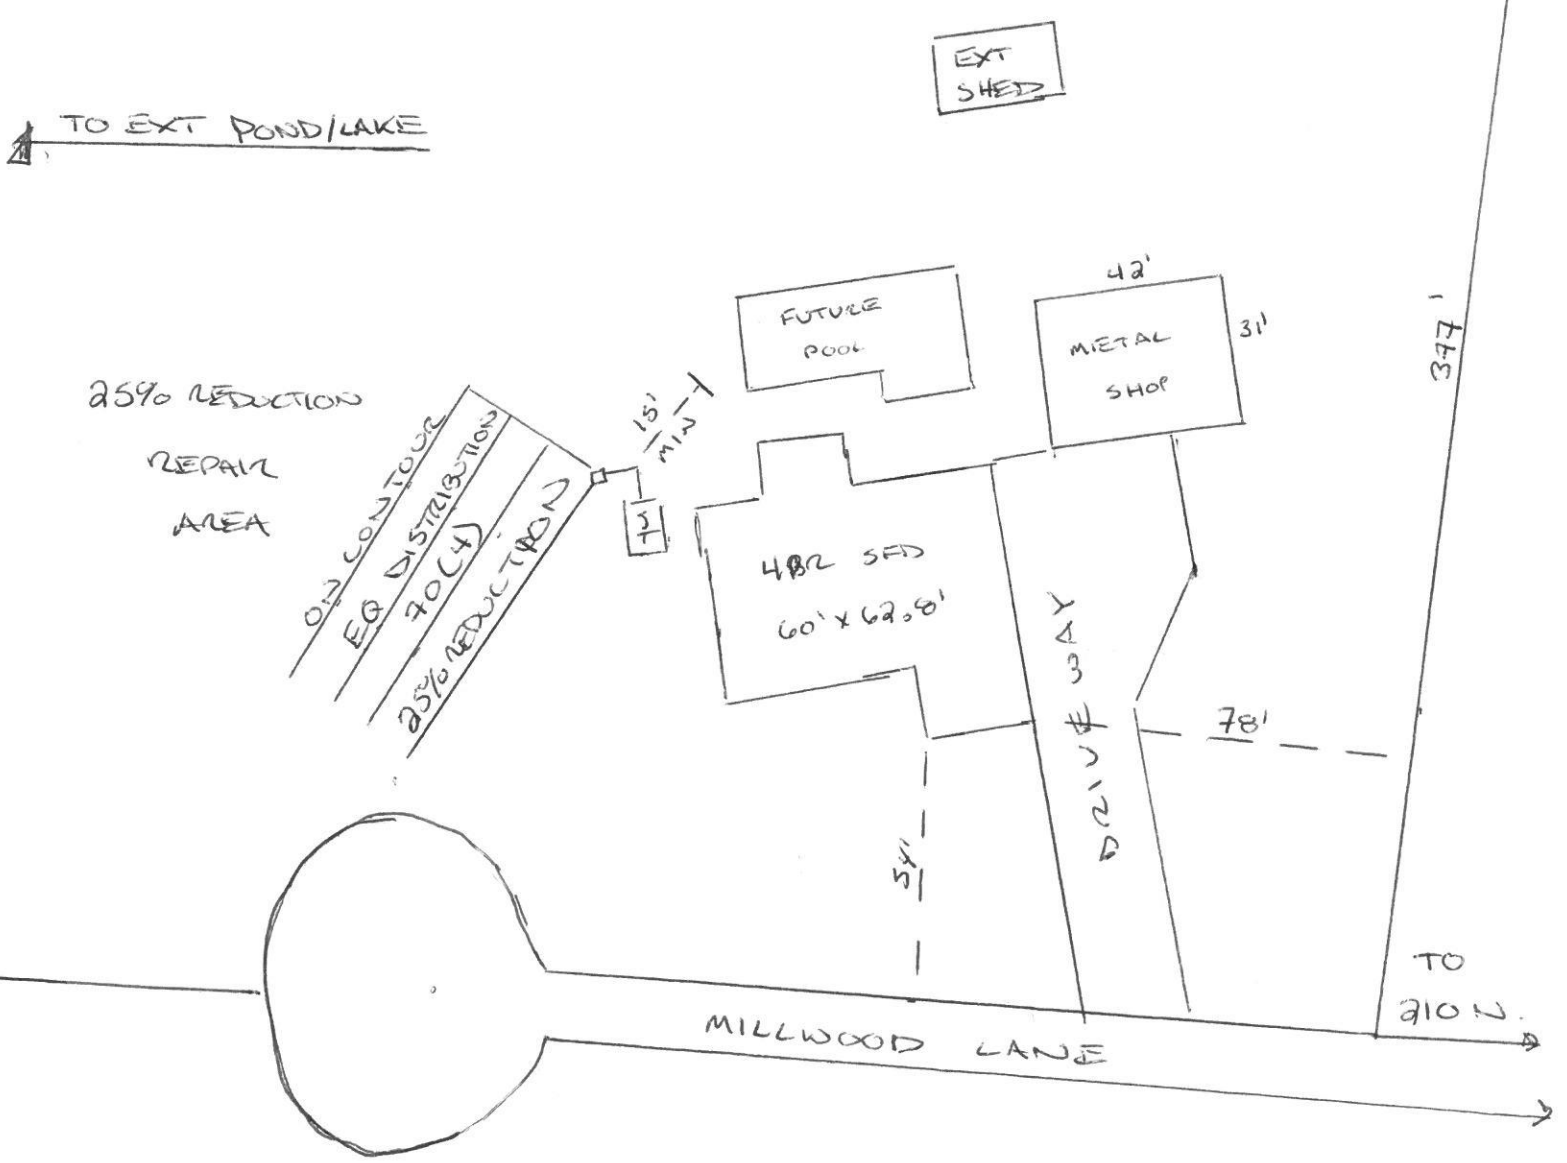 EXT
SHED
TO EXT POND/LAKE
42'
31'
METAL
SHOP
FUTURE
POOL
377'
25% REDUCTION
REPAIR
AREA
15'
MIN
ON CONTOUR
EQ DISTRIBUTION
70(4)
25% REDUCTION
ST
4BR SFD
60' x 62.8'
DRIVEWAY
78'
54'
TO
210 N.
MILLWOOD LANE